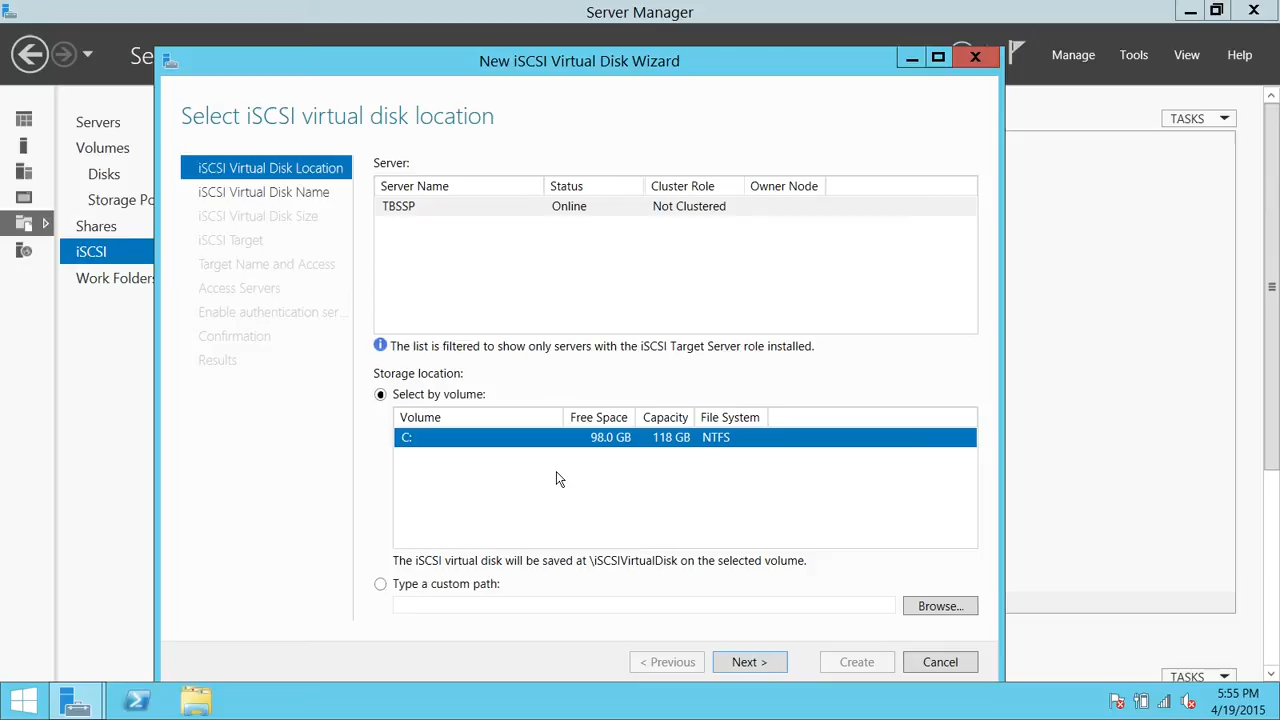 Server Manager
Se
Manage Tools View Help
New iSCSI Virtual Disk Wizard
Servers
Volumes
Disks
Storage Po
Shares
iSCSI
Work Folders
TASKS
Select iSCSI virtual disk location
iSCSI Virtual Disk Location
iSCSI Virtual Disk Name
iSCSI Virtual Disk Size
iSCSI Target
Target Name and Access
Access Servers
Enable authentication ser...
Confirmation
Results
Server:
Server Name Status Cluster Role Owner Node
TBSSP Online Not Clustered
The list is filtered to show only servers with the iSCSI Target Server role installed.
Storage location:
Select by volume:
Volume Free Space Capacity File System
C: 98.0 GB 118 GB NTFS
The iSCSI virtual disk will be saved at \iSCSIVirtualDisk on the selected volume.
Type a custom path:
Browse...
< Previous Next > Create Cancel
TASKS
5:55 PM
4/19/2015